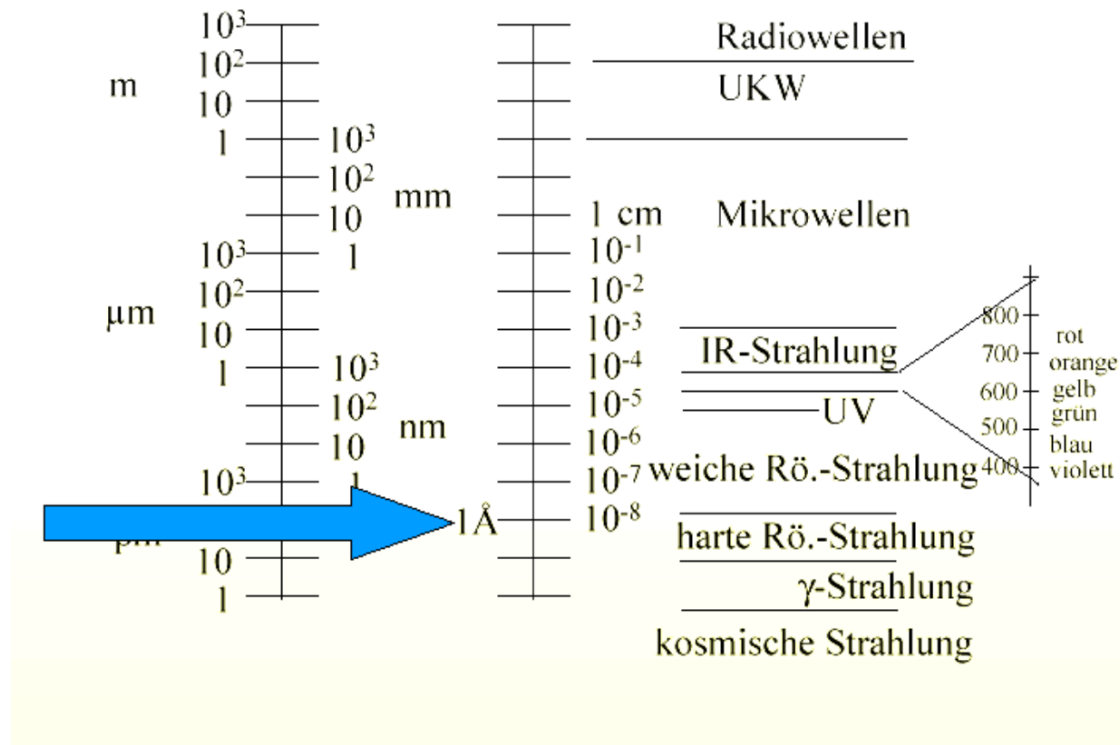 10³
10²
m
10
1
10³
10²
mm
10
1
10³
10²
µm
10
1
10³
10²
nm
10
1
10³
10
1
1Å
1 cm
10⁻¹
10⁻²
10⁻³
10⁻⁴
10⁻⁵
10⁻⁶
10⁻⁷
10⁻⁸
Radiowellen
UKW
Mikrowellen
IR-Strahlung
UV
weiche Rö.-Strahlung
harte Rö.-Strahlung
γ-Strahlung
kosmische Strahlung
800
700
600
500
400
rot
orange
gelb
grün
blau
violett